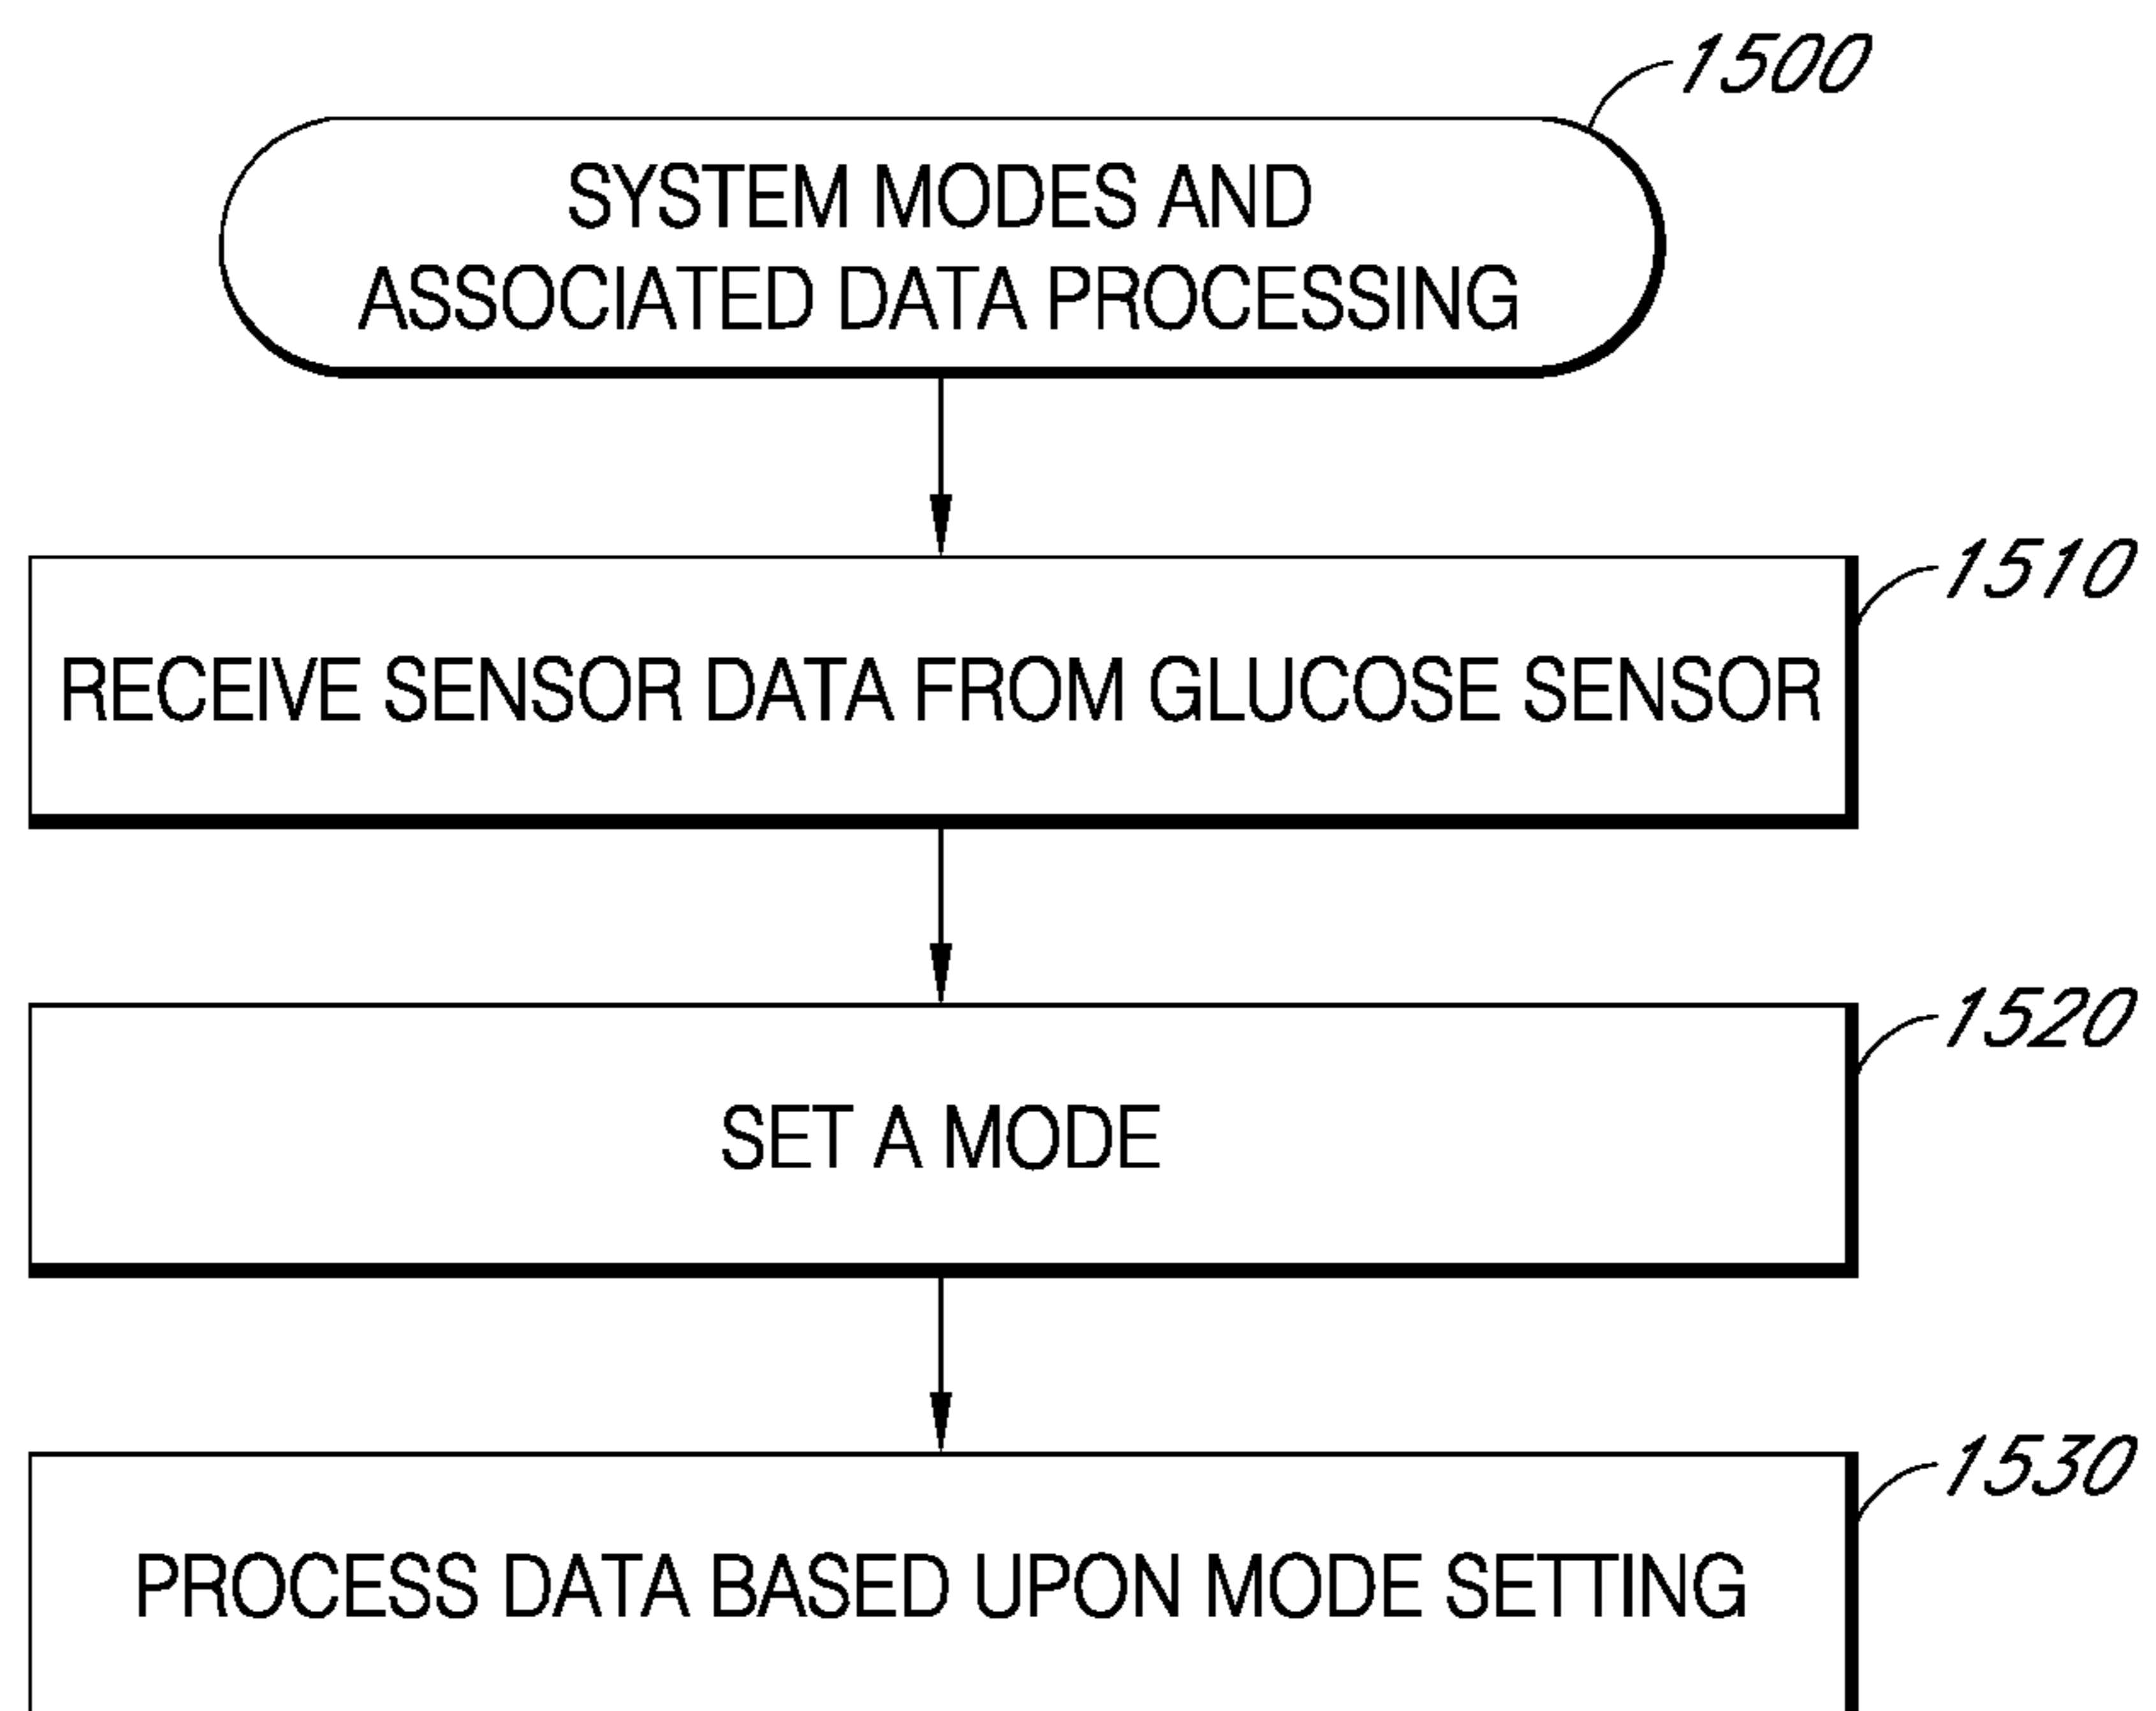 1500
SYSTEM MODES AND
ASSOCIATED DATA PROCESSING
1510
RECEIVE SENSOR DATA FROM GLUCOSE SENSOR
1520
SET A MODE
1530
PROCESS DATA BASED UPON MODE SETTING